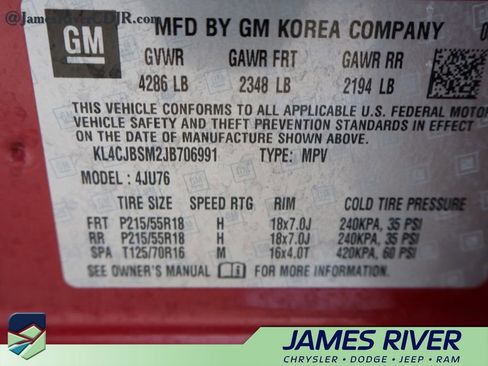 @JamesRiverCDJR.com
GM
MFD BY GM KOREA COMPANY 0
GVWR GAWR FRT GAWR RR
4286 LB 2348 LB 2194 LB
THIS VEHICLE CONFORMS TO ALL APPLICABLE U.S. FEDERAL MOTOR
VEHICLE SAFETY AND THEFT PREVENTION STANDARDS IN EFFECT
ON THE DATE OF MANUFACTURE SHOWN ABOVE.
KL4CJBSM2JB706991 TYPE: MPV
MODEL : 4JU76
TIRE SIZE SPEED RTG RIM COLD TIRE PRESSURE
FRT P215/55R18 H 18x7.0J 240KPA, 35 PSI
RR P215/55R18 H 18x7.0J 240KPA, 35 PSI
SPA T125/70R16 M 16x4.0T 420KPA, 60 PSI
SEE OWNER'S MANUAL FOR MORE INFORMATION.
JAMES RIVER
CHRYSLER • DODGE • JEEP • RAM